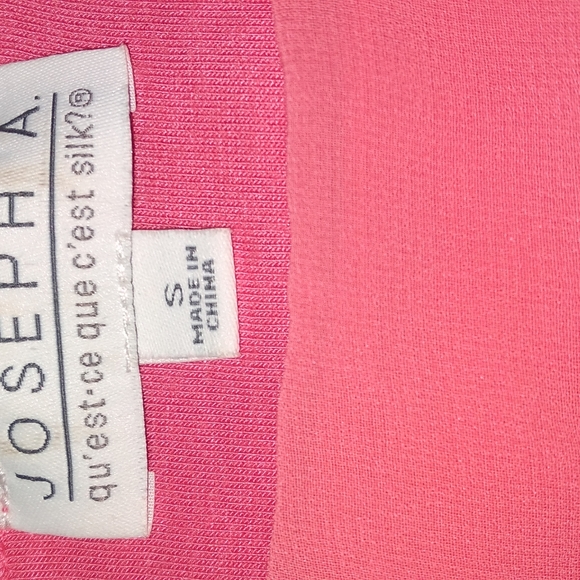 JOSEPH A.
qu'est-ce que c'est silk?®
S
MADE IN
CHINA